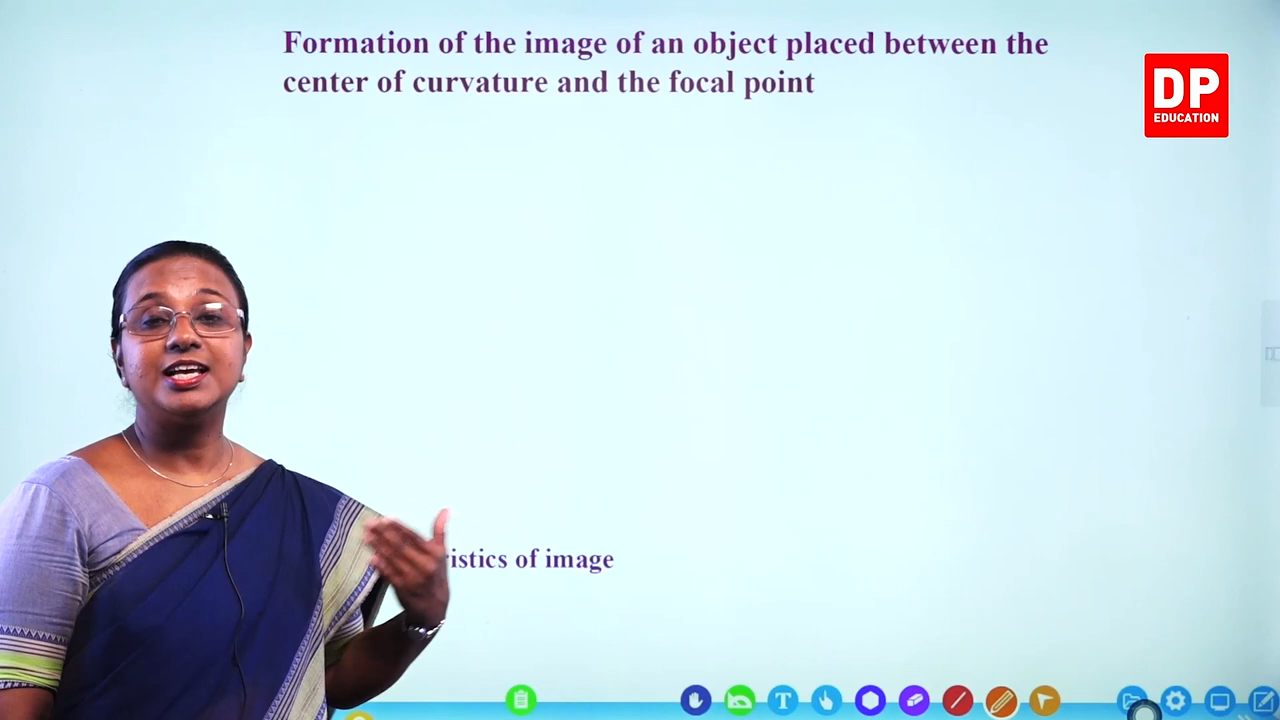 Formation of the image of an object placed between the
center of curvature and the focal point
DP
EDUCATION
of image